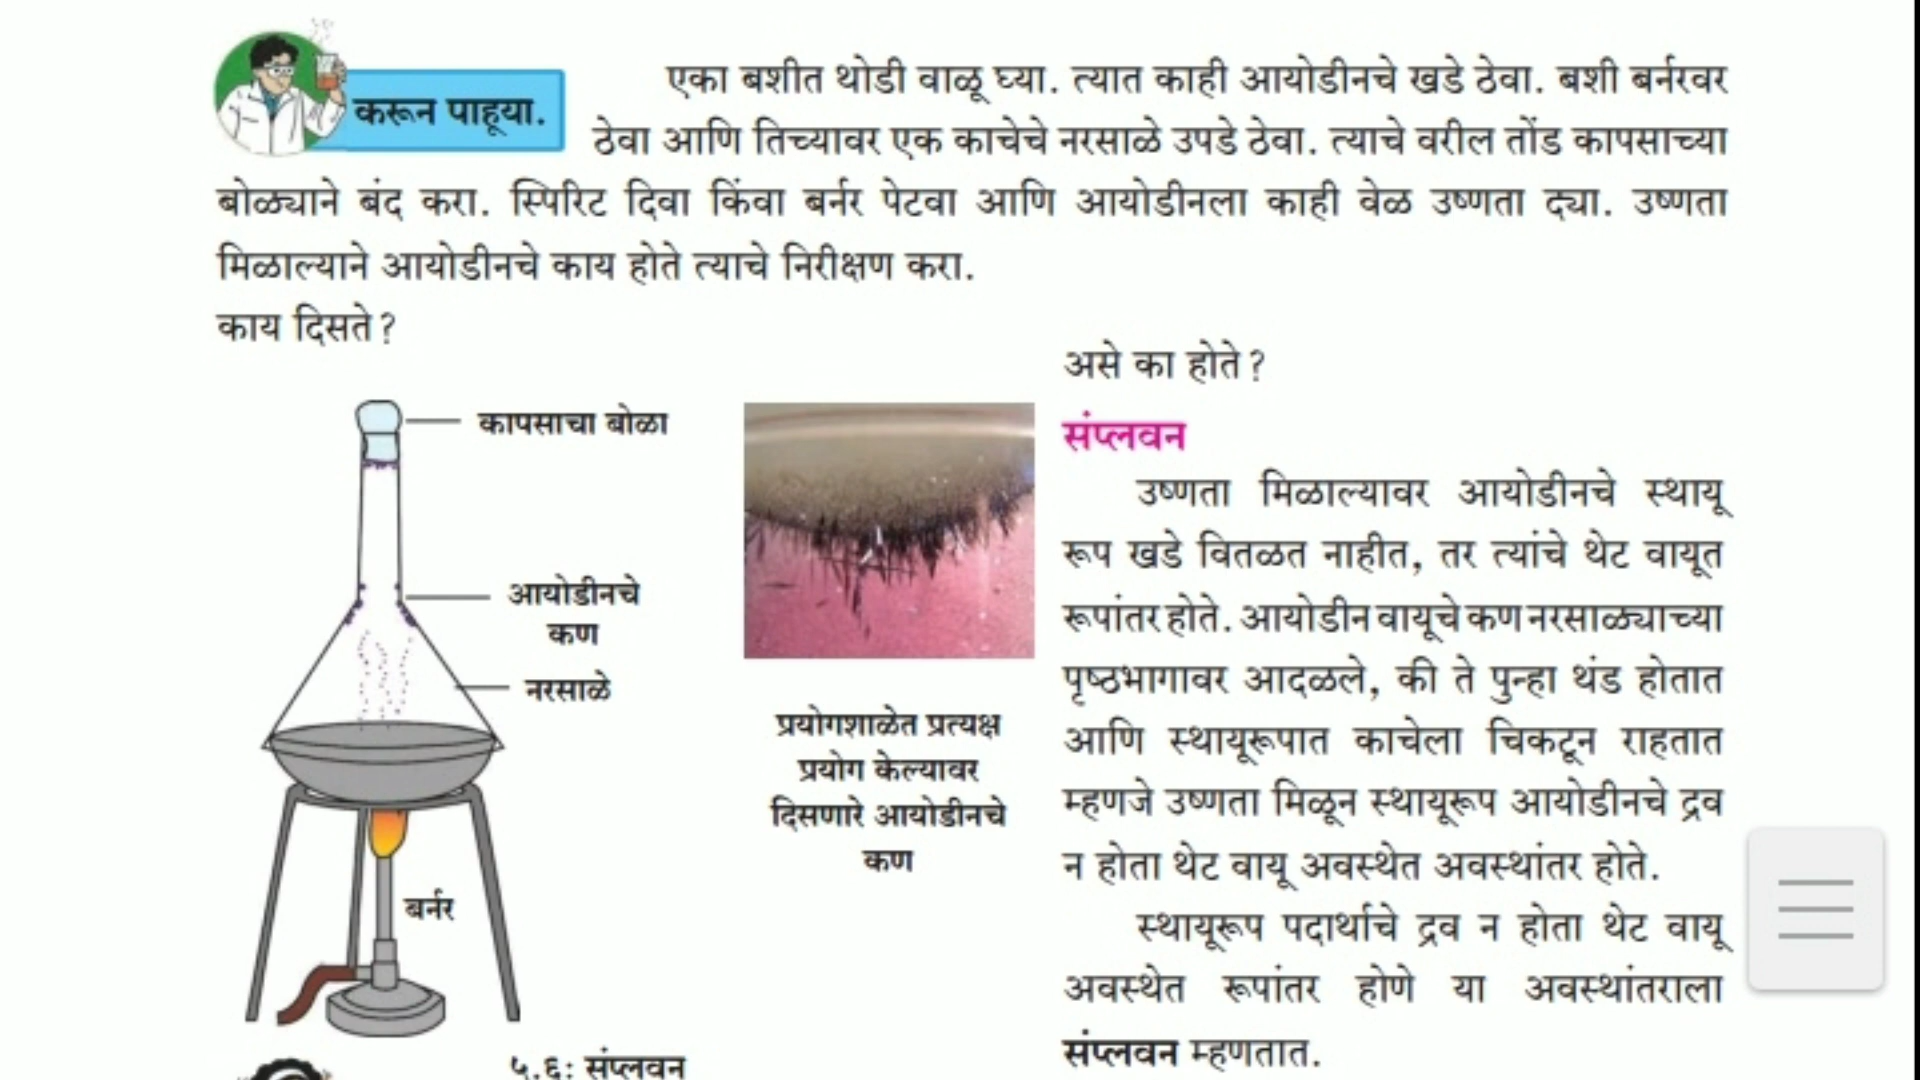 करून पाहूया.
एका बशीत थोडी वाळू घ्या. त्यात काही आयोडीनचे खडे ठेवा. बशी बर्नरवर
ठेवा आणि तिच्यावर एक काचेचे नरसाळे उपडे ठेवा. त्याचे वरील तोंड कापसाच्या
बोळ्याने बंद करा. स्पिरिट दिवा किंवा बर्नर पेटवा आणि आयोडीनला काही वेळ उष्णता द्या. उष्णता
मिळाल्याने आयोडीनचे काय होते त्याचे निरीक्षण करा.
काय दिसते?
कापसाचा बोळा
आयोडीनचे
कण
नरसाळे
बर्नर
५.६: संप्लवन
प्रयोगशाळेत प्रत्यक्ष
प्रयोग केल्यावर
दिसणारे आयोडीनचे
कण
असे का होते?
संप्लवन
उष्णता मिळाल्यावर आयोडीनचे स्थायू
रूप खडे वितळत नाहीत, तर त्यांचे थेट वायूत
रूपांतर होते. आयोडीन वायूचे कण नरसाळ्याच्या
पृष्ठभागावर आदळले, की ते पुन्हा थंड होतात
आणि स्थायूरूपात काचेला चिकटून राहतात
म्हणजे उष्णता मिळून स्थायूरूप आयोडीनचे द्रव
न होता थेट वायू अवस्थेत अवस्थांतर होते.
स्थायूरूप पदार्थाचे द्रव न होता थेट वायू
अवस्थेत रूपांतर होणे या अवस्थांतराला
संप्लवन म्हणतात.